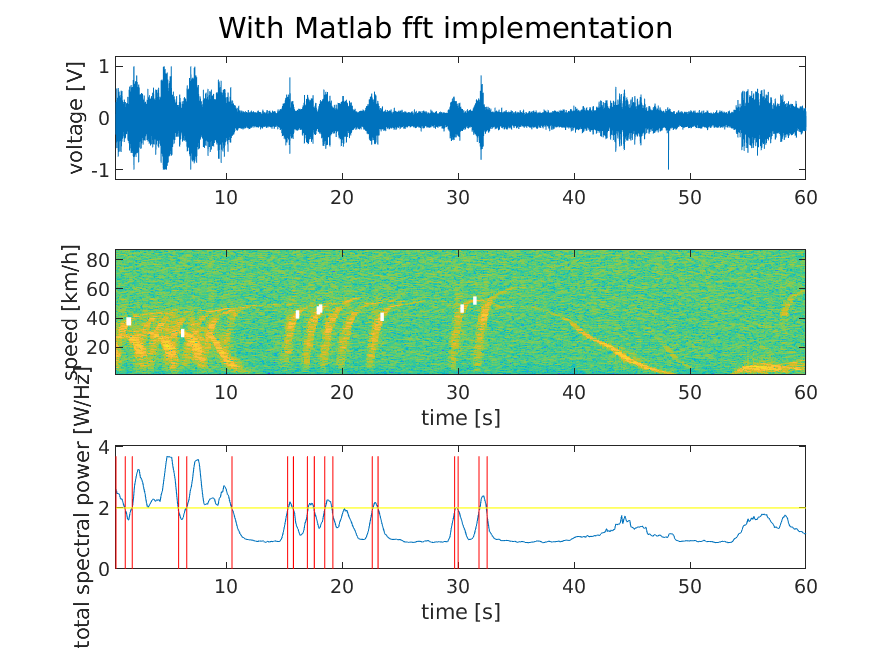 With Matlab fft implementation
voltage [V]
1
0
-1
10 20 30 40 50 60
speed [km/h]
80
60
40
20
10 20 30 40 50 60
time [s]
total spectral power [W/Hz]
4
2
0
10 20 30 40 50 60
time [s]